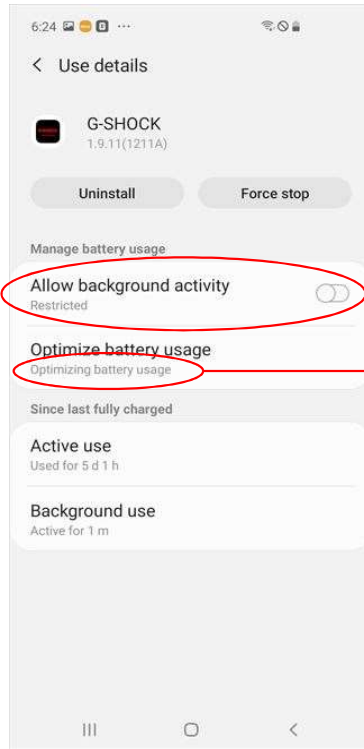 6:24
Use details
G-SHOCK
1.9.11(1211A)
Uninstall Force stop
Manage battery usage
Allow background activity
Restricted
Optimize battery usage
Optimizing battery usage
Since last fully charged
Active use
Used for 5 d 1 h
Background use
Active for 1 m